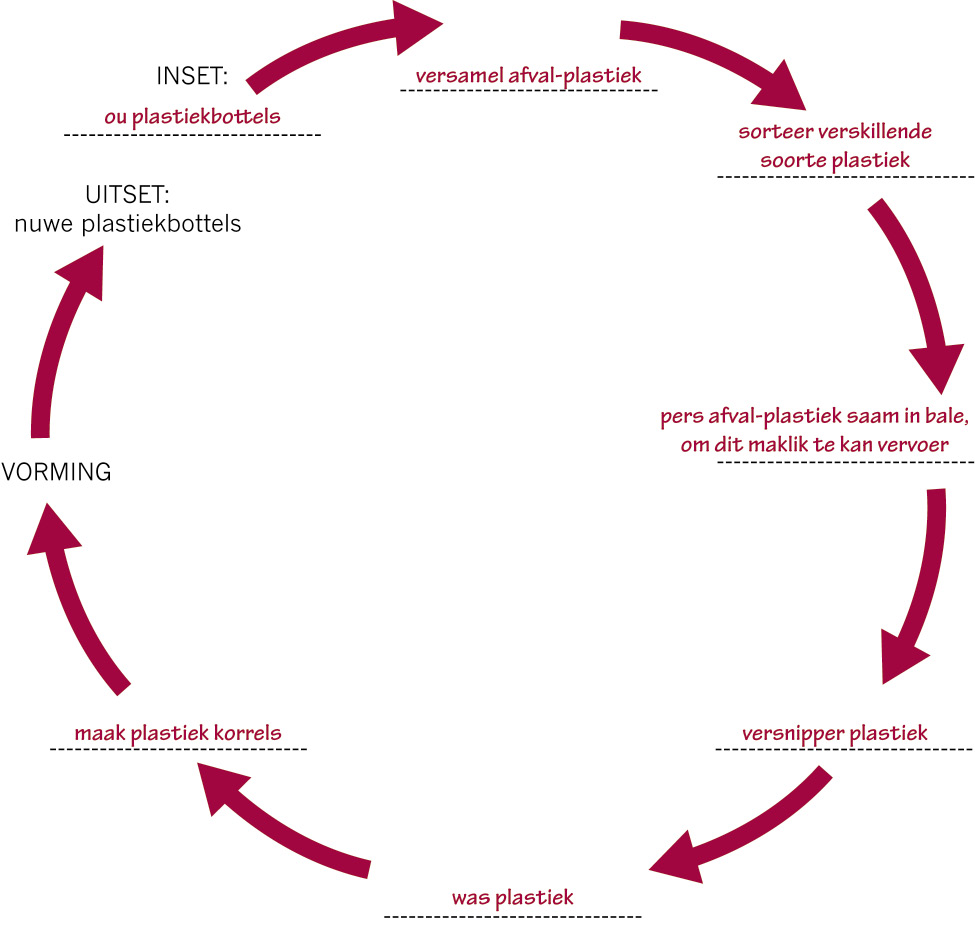 INSET:
ou plastiekbottels
versamel afval-plastiek
sorteer verskillende
soorte plastiek
pers afval-plastiek saam in bale,
om dit maklik te kan vervoer
versnipper plastiek
was plastiek
maak plastiek korrels
VORMING
UITSET:
nuwe plastiekbottels